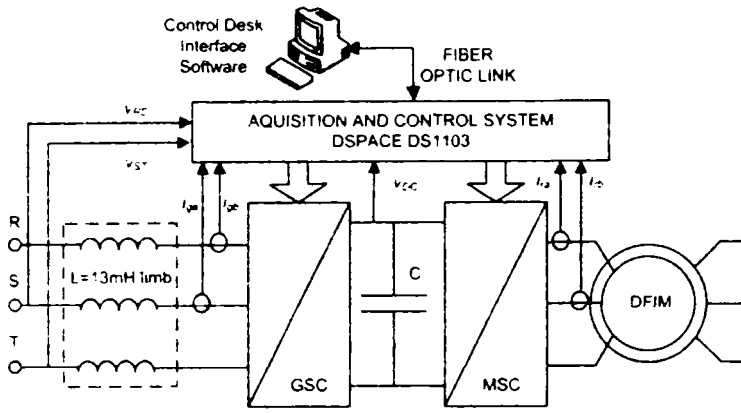 Control Desk
Interface
Software
FIBER
OPTIC LINK
AQUISITION AND CONTROL SYSTEM
DSPACE DS1103
R
S
T
L=13mH/limb
C
GSC
MSC
DFIM